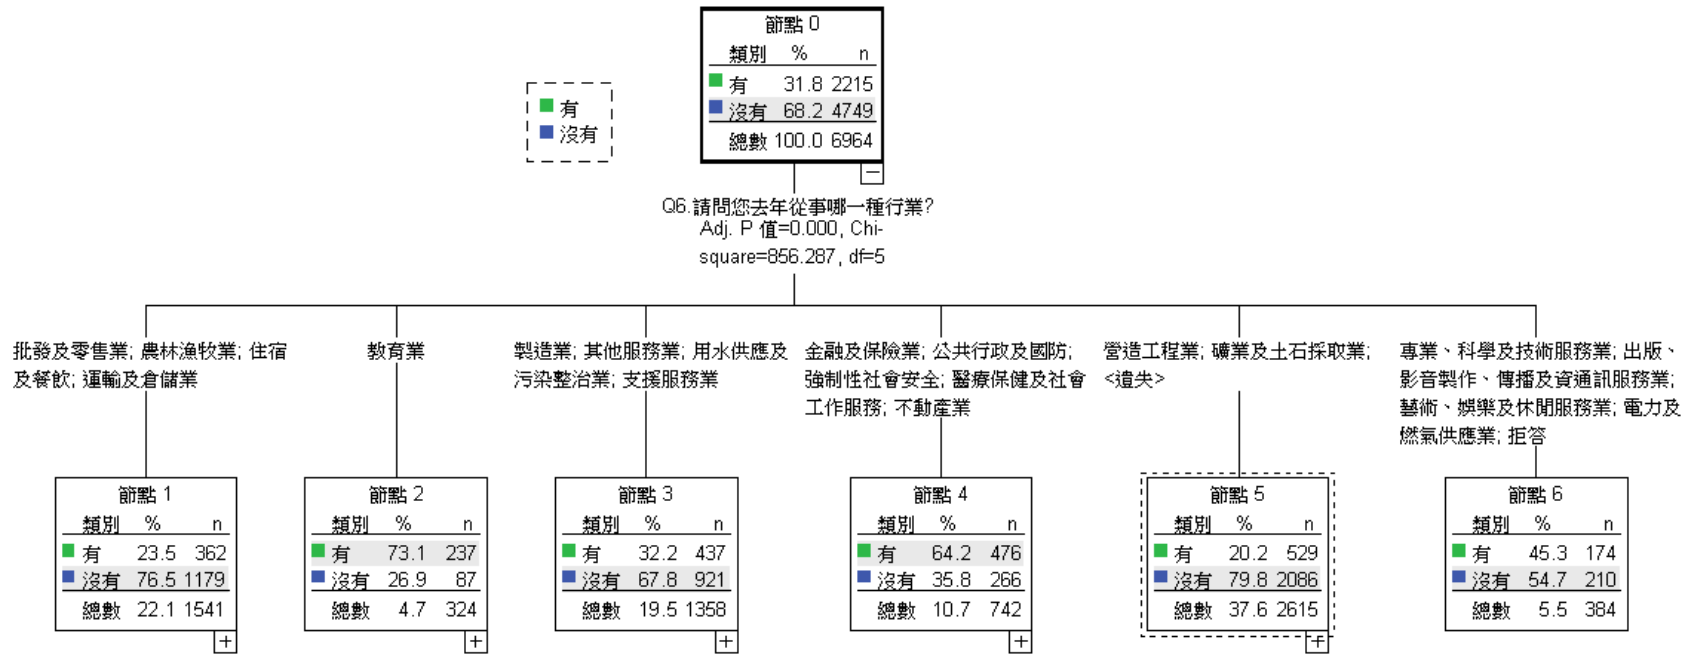 節點 0
類別 % n
有 31.8 2215
沒有 68.2 4749
總數 100.0 6964
有
沒有
Q6.請問您去年從事哪一種行業?
Adj. P 值=0.000, Chi-
square=856.287, df=5
批發及零售業; 農林漁牧業; 住宿
及餐飲; 運輸及倉儲業
節點 1
類別 % n
有 23.5 362
沒有 76.5 1179
總數 22.1 1541
教育業
節點 2
類別 % n
有 73.1 237
沒有 26.9 87
總數 4.7 324
製造業; 其他服務業; 用水供應及
污染整治業; 支援服務業
節點 3
類別 % n
有 32.2 437
沒有 67.8 921
總數 19.5 1358
金融及保險業; 公共行政及國防;
強制性社會安全; 醫療保健及社會
工作服務; 不動產業
節點 4
類別 % n
有 64.2 476
沒有 35.8 266
總數 10.7 742
營造工程業; 礦業及土石採取業;
<遺失>
節點 5
類別 % n
有 20.2 529
沒有 79.8 2086
總數 37.6 2615
專業、科學及技術服務業; 出版、
影音製作、傳播及資通訊服務業;
藝術、娛樂及休閒服務業; 電力及
燃氣供應業; 拒答
節點 6
類別 % n
有 45.3 174
沒有 54.7 210
總數 5.5 384